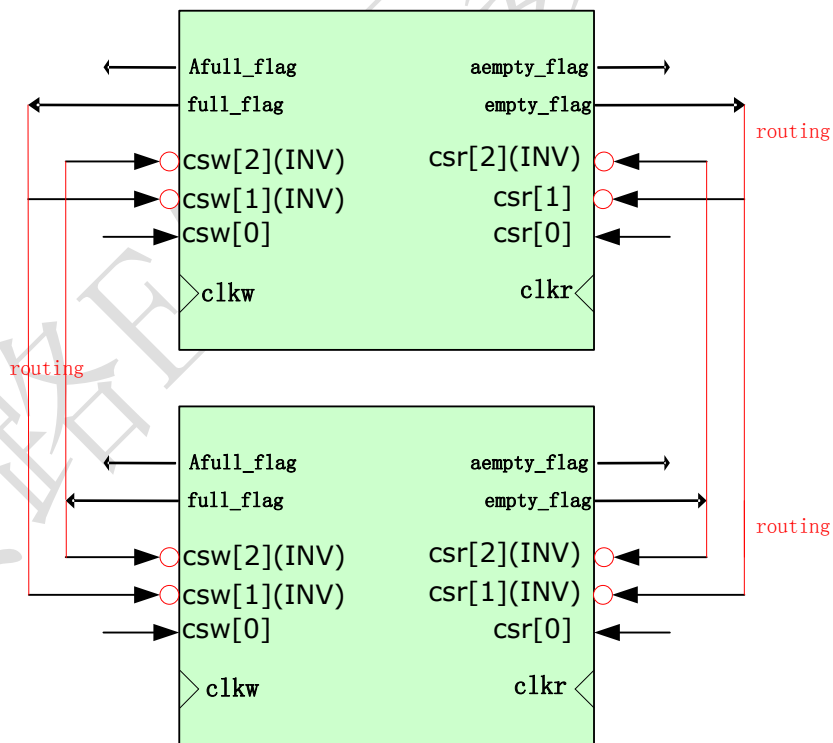 Afull_flag aempty_flag
full_flag empty_flag
routing
csw[2](INV) csr[2](INV)
csw[1](INV) csr[1]
csw[0] csr[0]
clkw clkr
routing
Afull_flag aempty_flag
full_flag empty_flag
routing
csw[2](INV) csr[2](INV)
csw[1](INV) csr[1](INV)
csw[0] csr[0]
clkw clkr